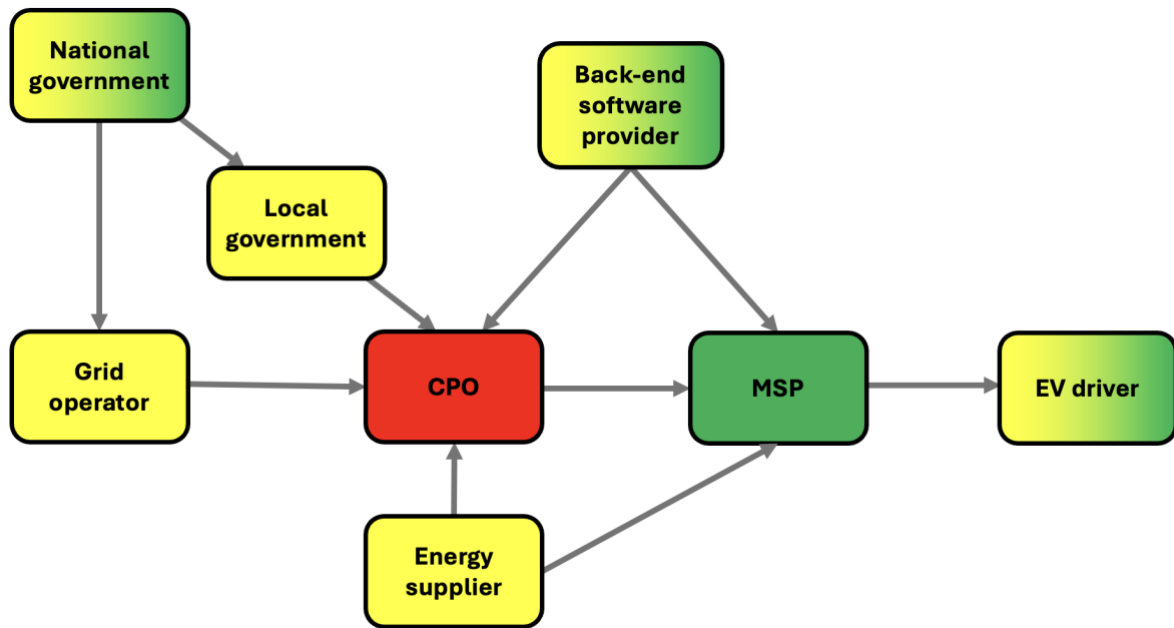 National
government
Back-end
software
provider
Local
government
Grid
operator
CPO
MSP
EV driver
Energy
supplier